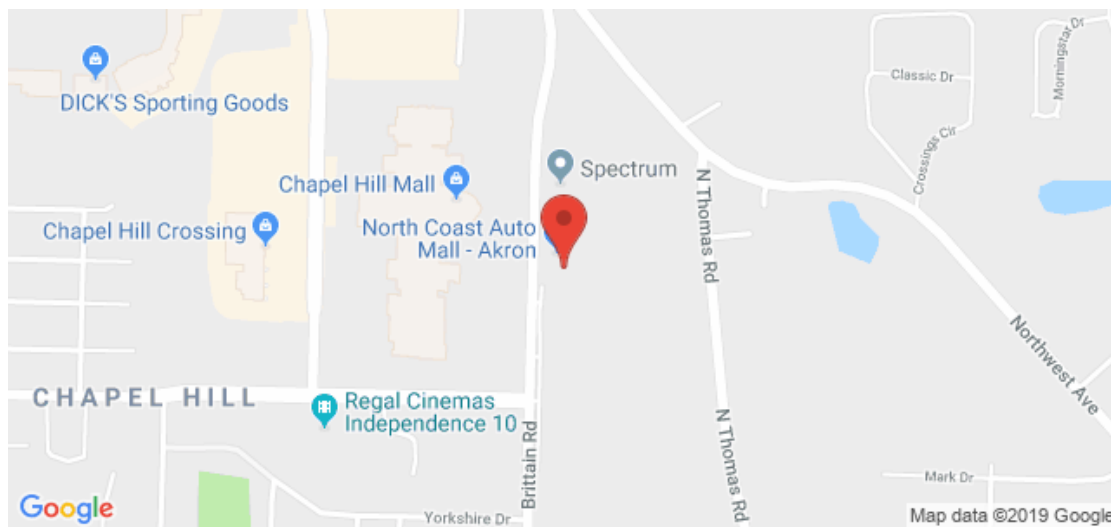 Morningstar Dr
Classic Dr
DICK'S Sporting Goods
Crossings Cir
Spectrum
Chapel Hill Mall
N Thomas Rd
Chapel Hill Crossing
North Coast Auto
Mall - Akron
Northwest Ave
CHAPEL HILL
Regal Cinemas
Independence 10
N Thomas Rd
Brittain Rd
Mark Dr
Google
Yorkshire Dr
Map data ©2019 Google